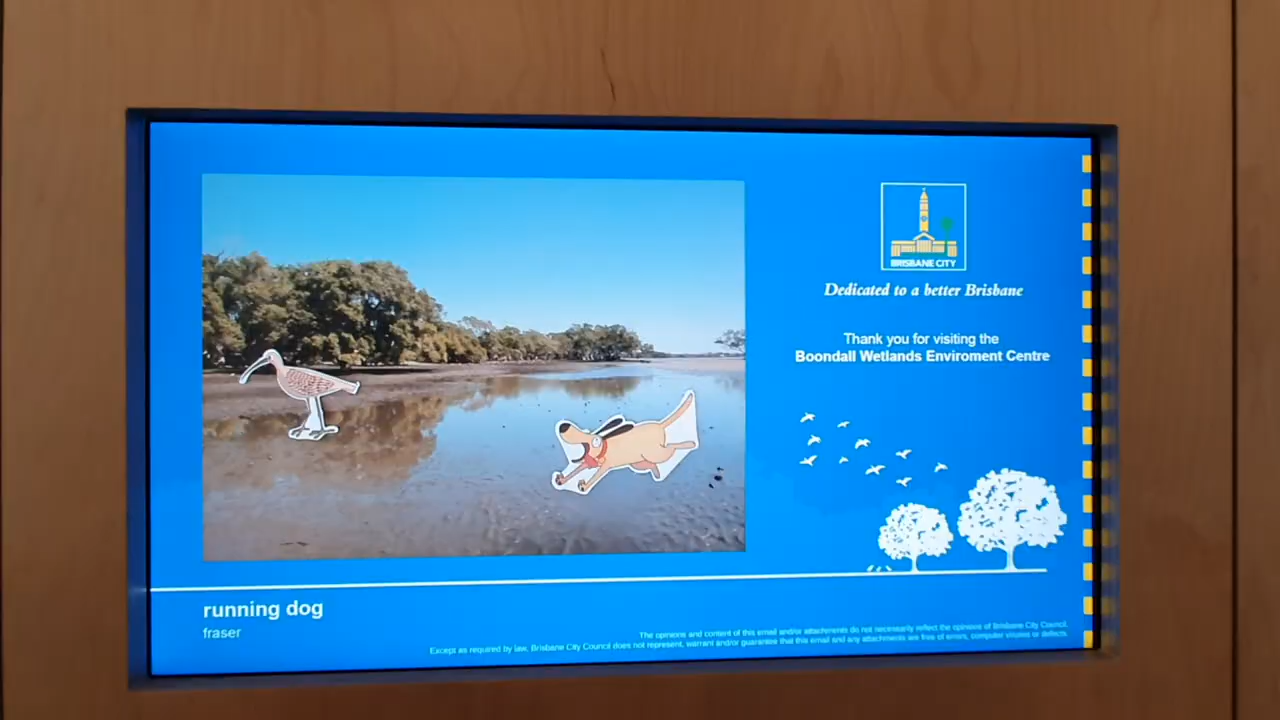 BRISBANE CITY
Dedicated to a better Brisbane
Thank you for visiting the
Boondall Wetlands Enviroment Centre
running dog
fraser
The opinions and content of this email and/or attachments do not necessarily reflect the opinions of Brisbane City Council.
Except as required by law, Brisbane City Council does not represent, warrant and/or guarantee that this email and any attachments are free of errors, computer viruses or defects.